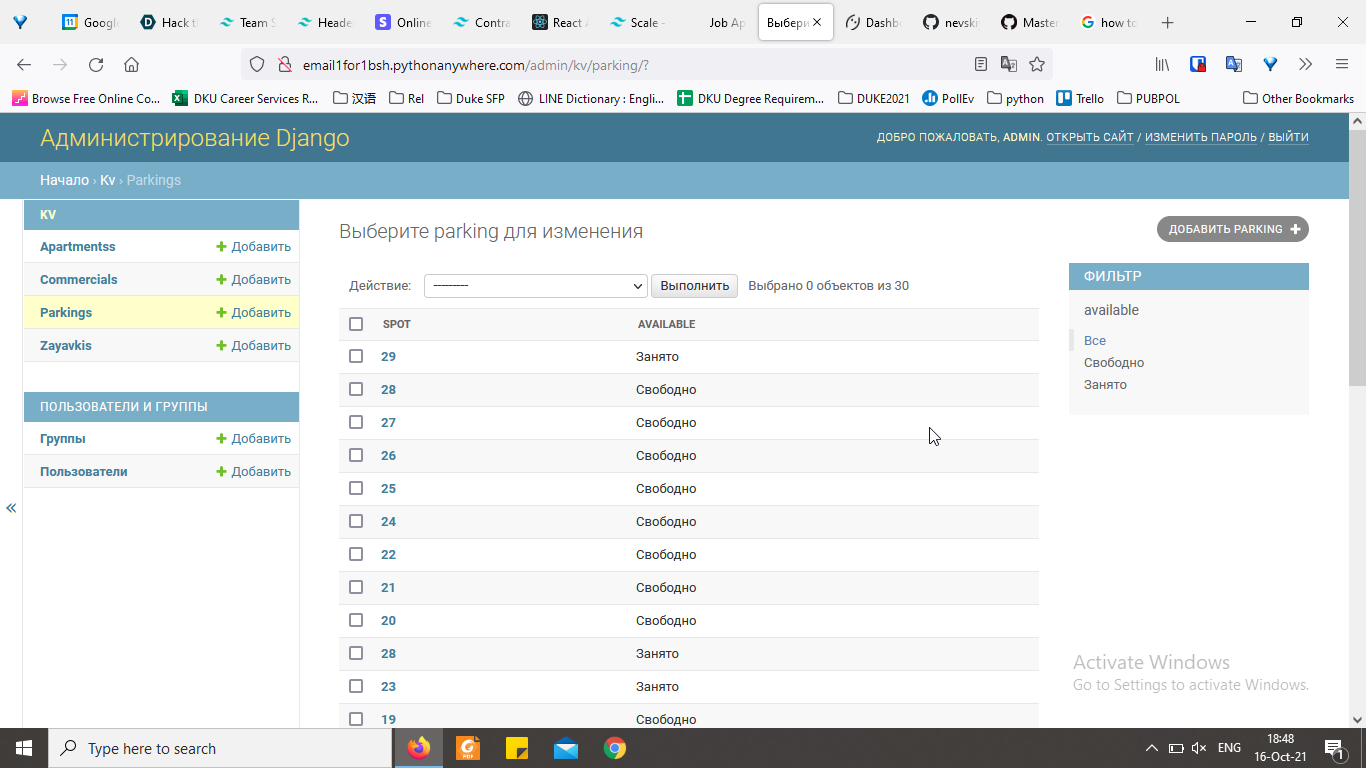 Googl
Hack t
Team S
Heade
Online
Contra
React A
Scale -
Job Ap
Выбери
Dashbo
nevski
Master
how to
email1for1bsh.pythonanywhere.com/admin/kv/parking/?
Browse Free Online Co...
DKU Career Services R...
汉语
Rel
Duke SFP
LINE Dictionary : Engli...
DKU Degree Requirem...
DUKE2021
PollEv
python
Trello
PUBPOL
Other Bookmarks
Администрирование Django
ДОБРО ПОЖАЛОВАТЬ, ADMIN. ОТКРЫТЬ САЙТ / ИЗМЕНИТЬ ПАРОЛЬ / ВЫЙТИ
Начало › Kv › Parkings
KV
Apartmentss
Добавить
Commercials
Добавить
Parkings
Добавить
Zayavkis
Добавить
ПОЛЬЗОВАТЕЛИ И ГРУППЫ
Группы
Добавить
Пользователи
Добавить
Выберите parking для изменения
ДОБАВИТЬ PARKING
Действие:
---------
Выполнить
Выбрано 0 объектов из 30
SPOT
AVAILABLE
29
Занято
28
Свободно
27
Свободно
26
Свободно
25
Свободно
24
Свободно
22
Свободно
21
Свободно
20
Свободно
28
Занято
23
Занято
19
Свободно
ФИЛЬТР
available
Все
Свободно
Занято
Activate Windows
Go to Settings to activate Windows.
Type here to search
ENG
18:48
16-Oct-21
1